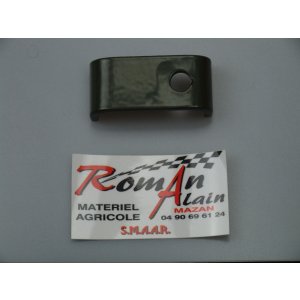 Roman Alain
MATERIEL AGRICOLE
MAZAN
04 90 69 61 24
S.M.A.A.R.